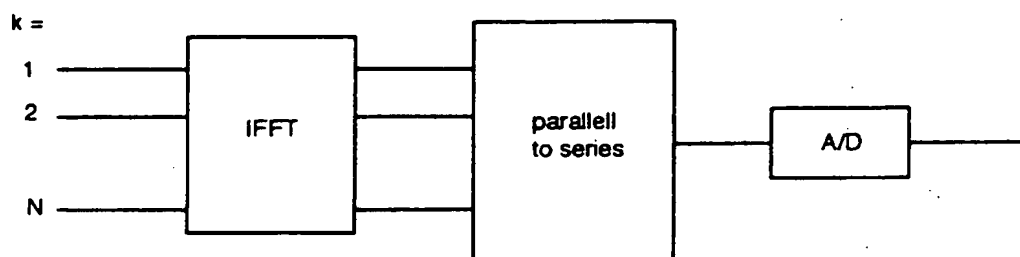 k =
1
2
N
IFFT
parallell
to series
A/D